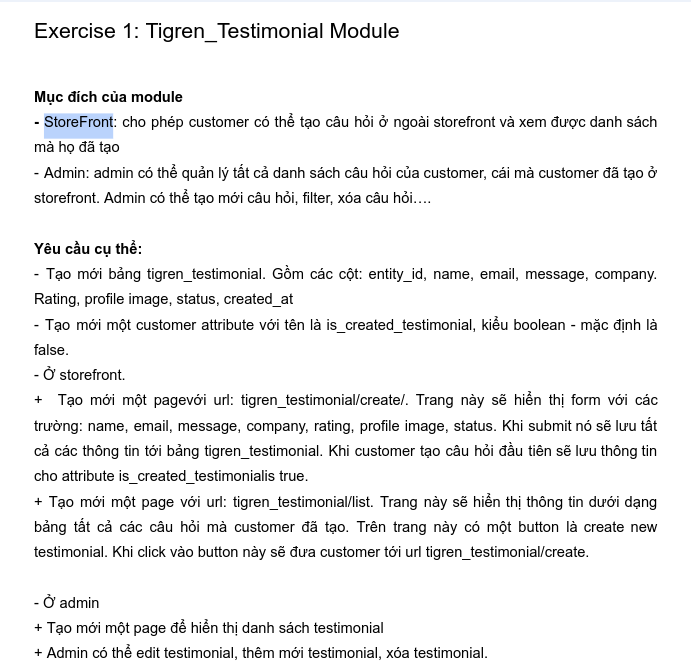 Exercise 1: Tigren_Testimonial Module
Mục đích của module
- StoreFront: cho phép customer có thể tạo câu hỏi ở ngoài storefront và xem được danh sách
mà họ đã tạo
- Admin: admin có thể quản lý tất cả danh sách câu hỏi của customer, cái mà customer đã tạo ở
storefront. Admin có thể tạo mới câu hỏi, filter, xóa câu hỏi….
Yêu cầu cụ thể:
- Tạo mới bảng tigren_testimonial. Gồm các cột: entity_id, name, email, message, company.
Rating, profile image, status, created_at
- Tạo mới một customer attribute với tên là is_created_testimonial, kiểu boolean - mặc định là
false.
- Ở storefront.
+ Tạo mới một pagevới url: tigren_testimonial/create/. Trang này sẽ hiển thị form với các
trường: name, email, message, company, rating, profile image, status. Khi submit nó sẽ lưu tất
cả các thông tin tới bảng tigren_testimonial. Khi customer tạo câu hỏi đầu tiên sẽ lưu thông tin
cho attribute is_created_testimonialis true.
+ Tạo mới một page với url: tigren_testimonial/list. Trang này sẽ hiển thị thông tin dưới dạng
bảng tất cả các câu hỏi mà customer đã tạo. Trên trang này có một button là create new
testimonial. Khi click vào button này sẽ đưa customer tới url tigren_testimonial/create.
- Ở admin
+ Tạo mới một page để hiển thị danh sách testimonial
+ Admin có thể edit testimonial, thêm mới testimonial, xóa testimonial.